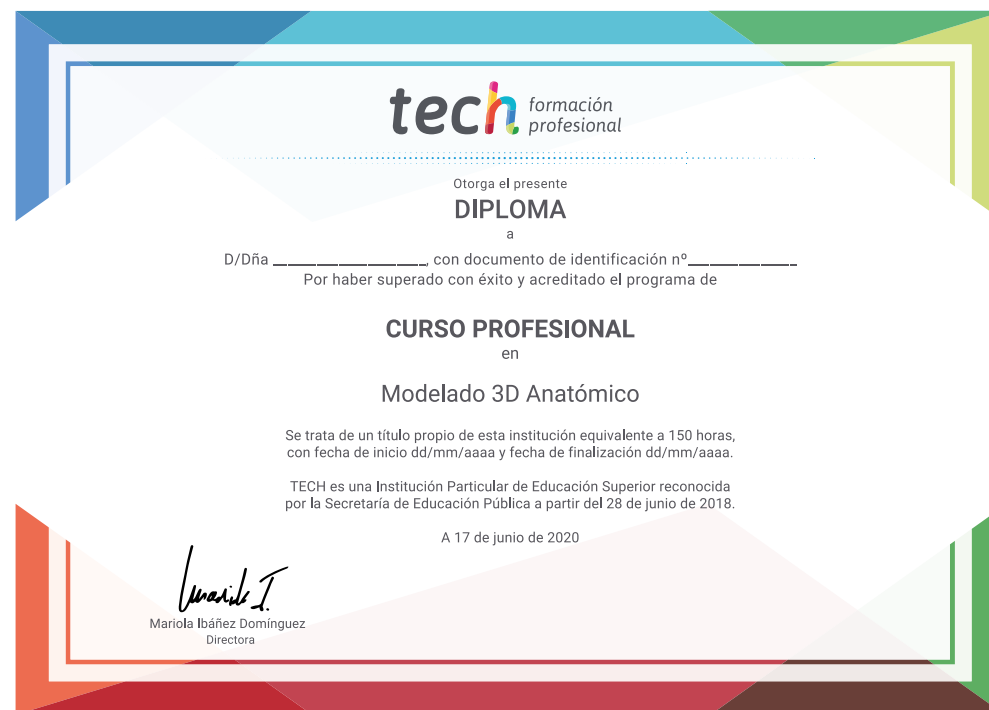 tech formación
profesional
Otorga el presente
DIPLOMA
a
D/Dña ____________________, con documento de identificación nº______________
Por haber superado con éxito y acreditado el programa de
CURSO PROFESIONAL
en
Modelado 3D Anatómico
Se trata de un título propio de esta institución equivalente a 150 horas,
con fecha de inicio dd/mm/aaaa y fecha de finalización dd/mm/aaaa.
TECH es una Institución Particular de Educación Superior reconocida
por la Secretaría de Educación Pública a partir del 28 de junio de 2018.
A 17 de junio de 2020
Mariola Ibáñez Domínguez
Directora